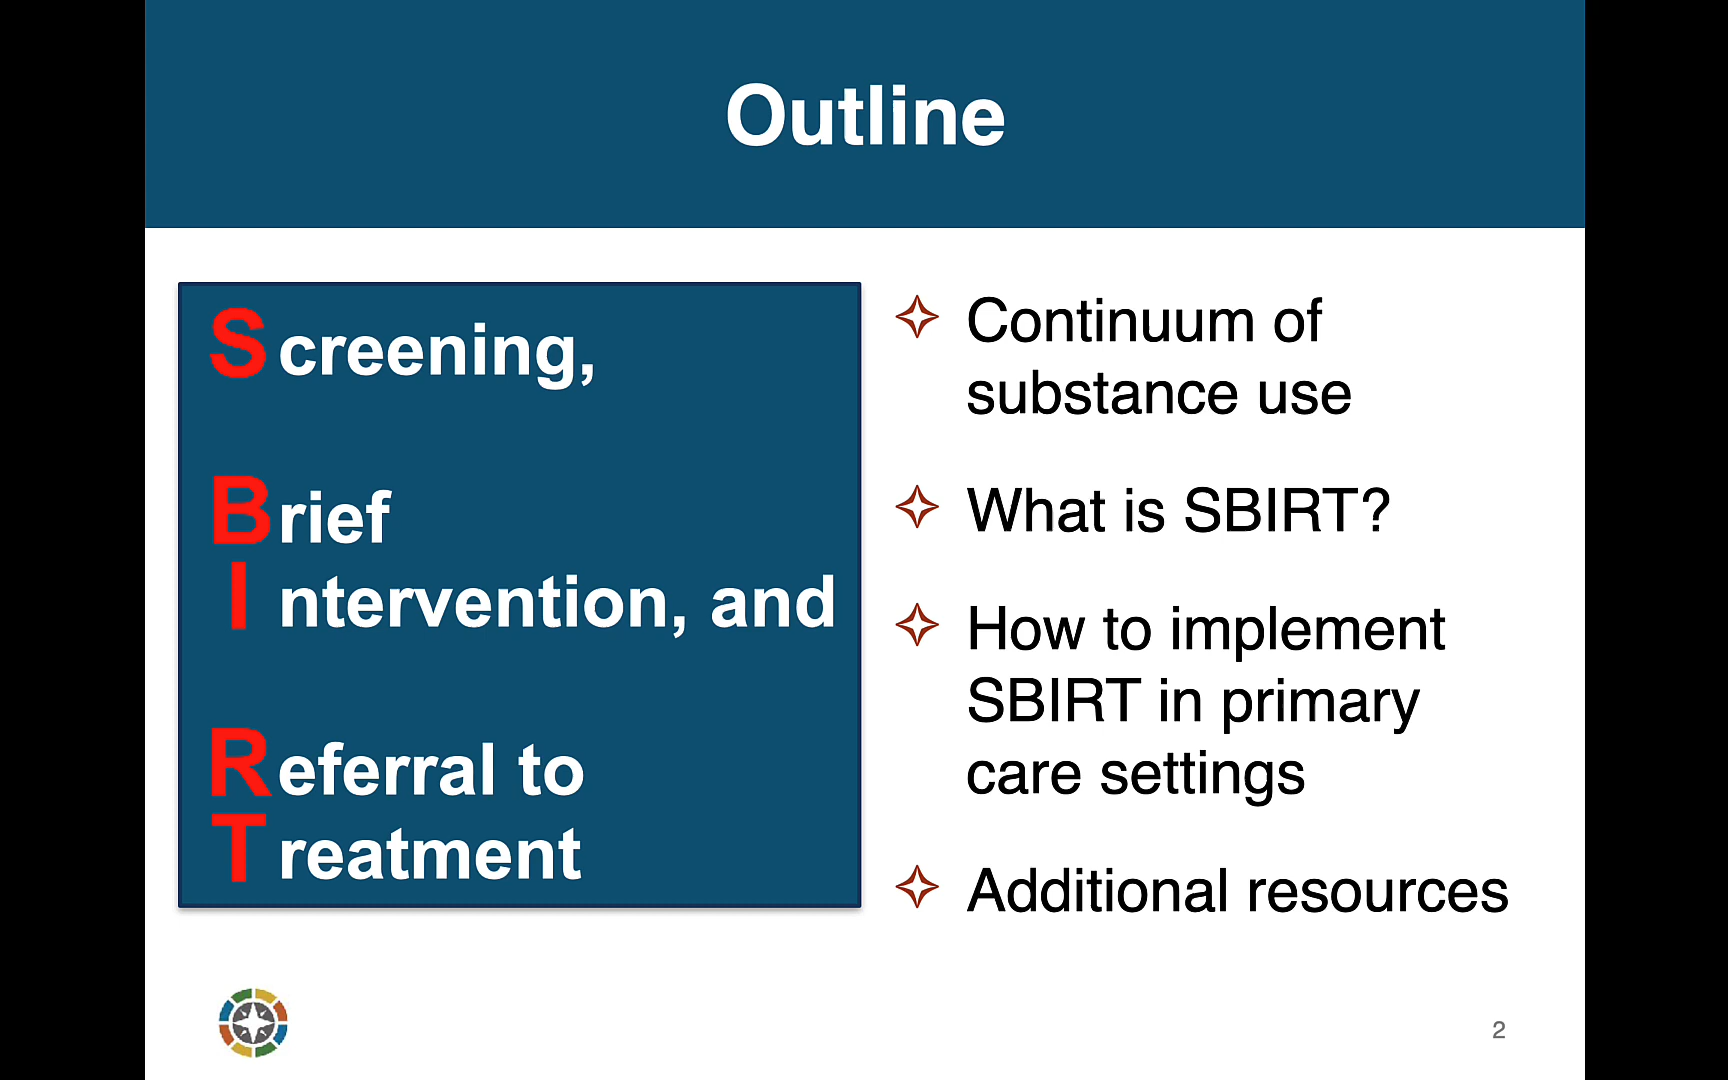 Outline
Screening,
Brief
Intervention, and
Referral to
Treatment
Continuum of
substance use
What is SBIRT?
How to implement
SBIRT in primary
care settings
Additional resources
2